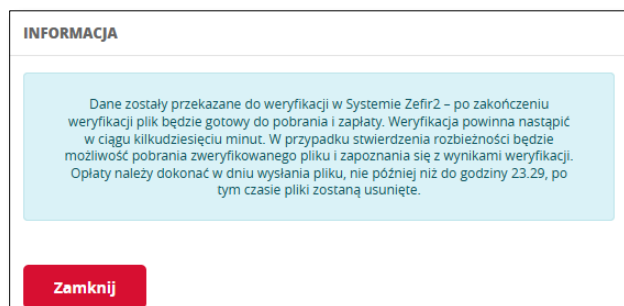 INFORMACJA
Dane zostały przekazane do weryfikacji w Systemie Zefir2 – po zakończeniu
weryfikacji plik będzie gotowy do pobrania i zapłaty. Weryfikacja powinna nastąpić
w ciągu kilkudziesięciu minut. W przypadku stwierdzenia rozbieżności będzie
możliwość pobrania zweryfikowanego pliku i zapoznania się z wynikami weryfikacji.
Opłaty należy dokonać w dniu wysłania pliku, nie później niż do godziny 23.29, po
tym czasie pliki zostaną usunięte.
Zamknij